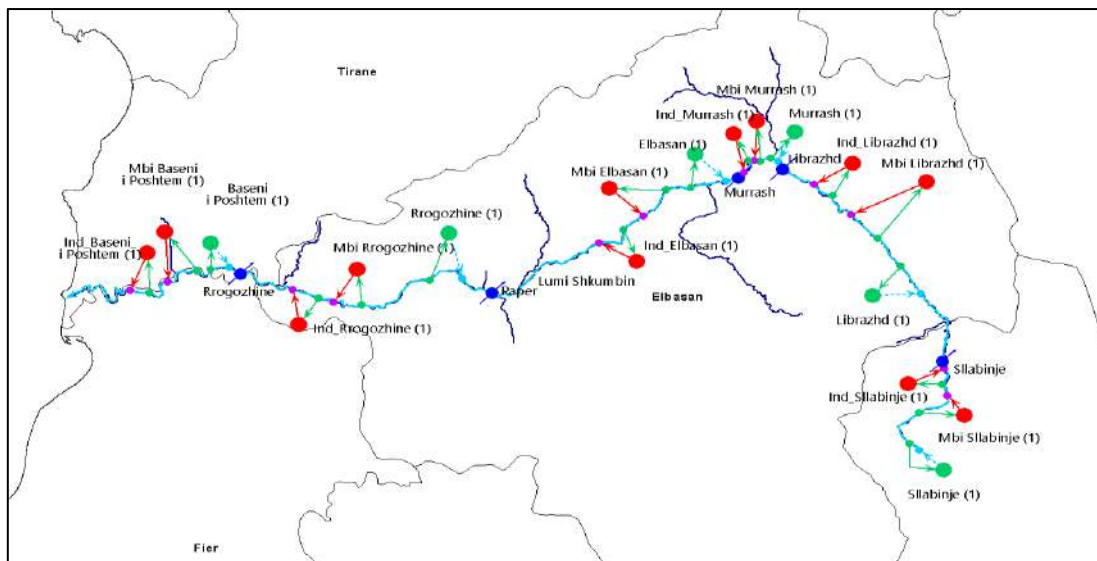 Tirane
Mbi Murrash (1)
Ind_Murrash (1)
Murrash (1)
Elbasan (1)
Ind_Librazhd (1)
Librazhd
Mbi Librazhd (1)
Mbi Elbasan (1)
Murrash
Mbi Baseni
i Poshtem (1)
Baseni
i Poshtem (1)
Rrogozhine (1)
Ind_Baseni
i Poshtem (1)
Mbi Rrogozhine (1)
Ind_Elbasan (1)
Rrogozhine
Lumi Shkumbin
Paper
Elbasan
Ind_Rrogozhine (1)
Librazhd (1)
Sllabinje
Ind_Sllabinje (1)
Mbi Sllabinje (1)
Sllabinje (1)
Fier